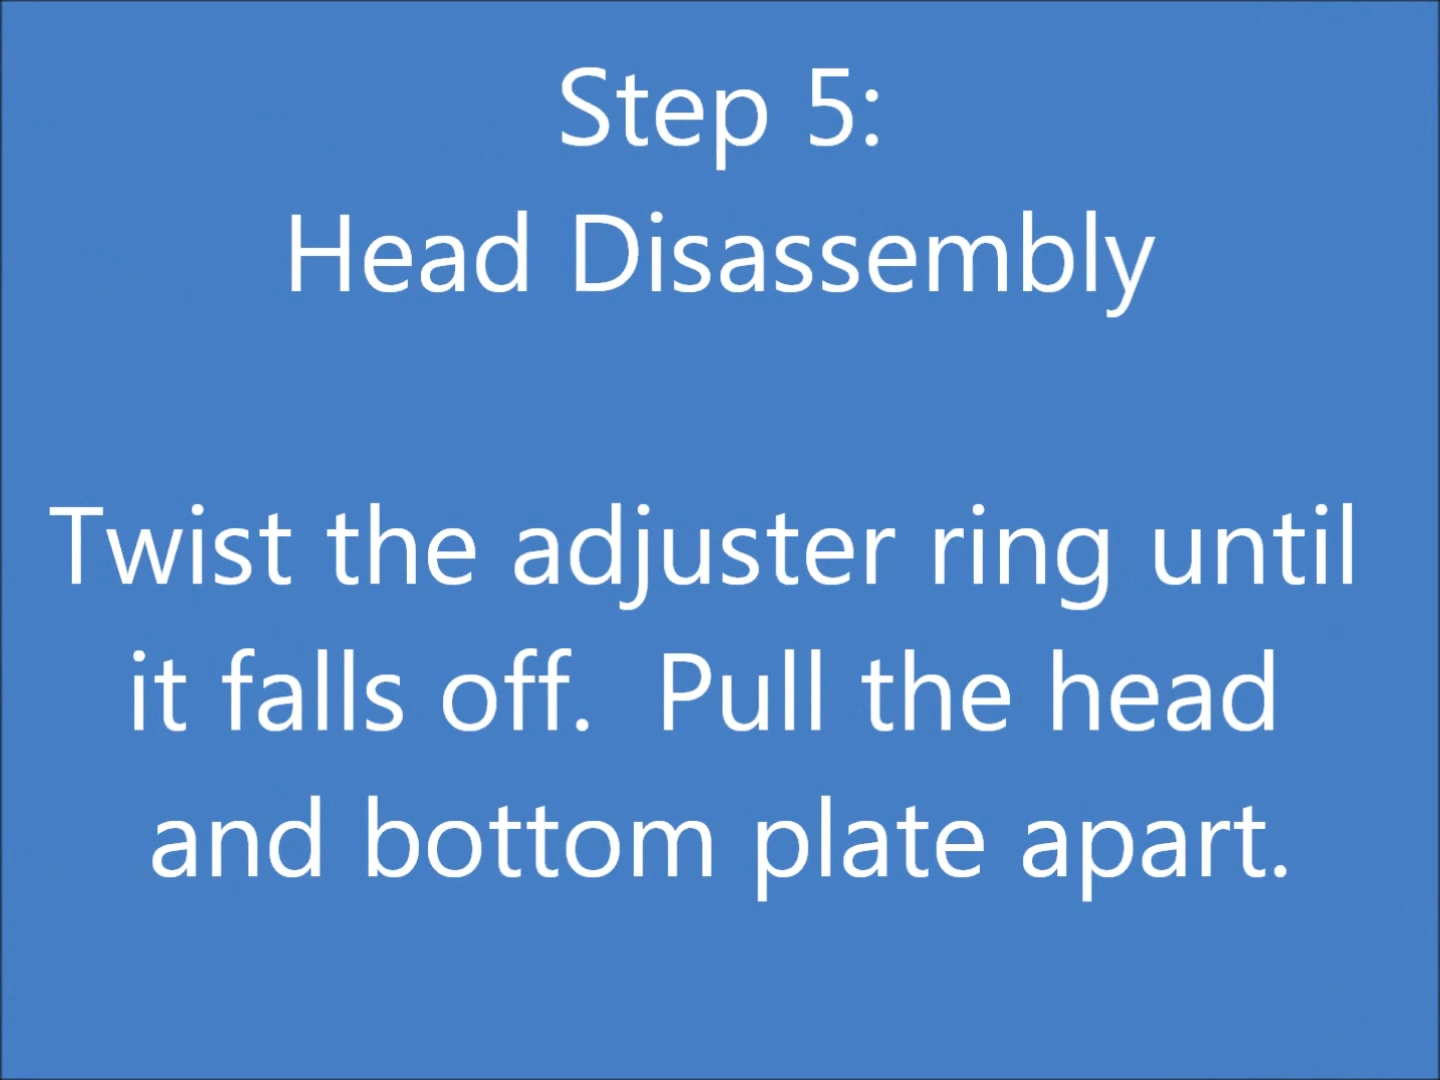 Step 5:
Head Disassembly
Twist the adjuster ring until
it falls off.  Pull the head
and bottom plate apart.